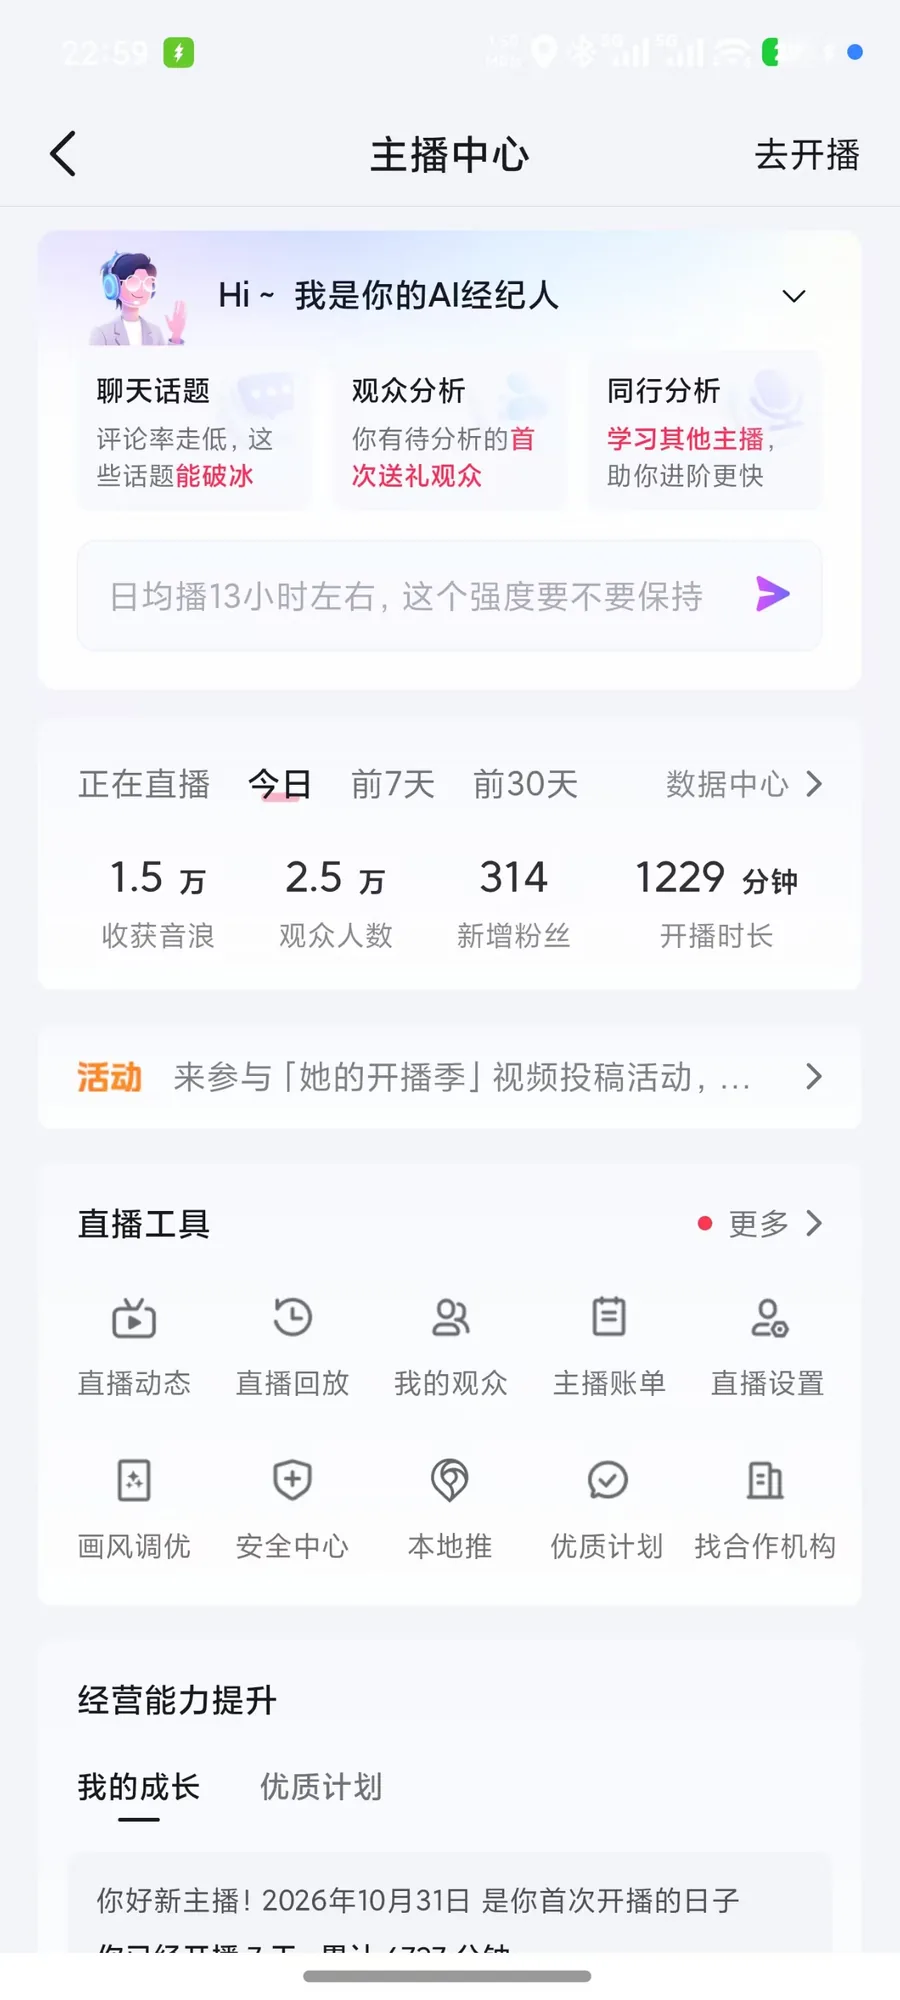 22:59
主播中心
去开播
Hi ~ 我是你的AI经纪人
聊天话题
评论率走低，这
些话题能破冰
观众分析
你有待分析的首
次送礼观众
同行分析
学习其他主播，
助你进阶更快
日均播13小时左右，这个强度要不要保持
正在直播 今日 前7天 前30天 数据中心
1.5 万 2.5 万 314 1229 分钟
收获音浪 观众人数 新增粉丝 开播时长
活动 来参与「她的开播季」视频投稿活动，...
直播工具 更多
直播动态 直播回放 我的观众 主播账单 直播设置
画风调优 安全中心 本地推 优质计划 找合作机构
经营能力提升
我的成长 优质计划
你好新主播！2026年10月31日 是你首次开播的日子
你已经开播 7 天